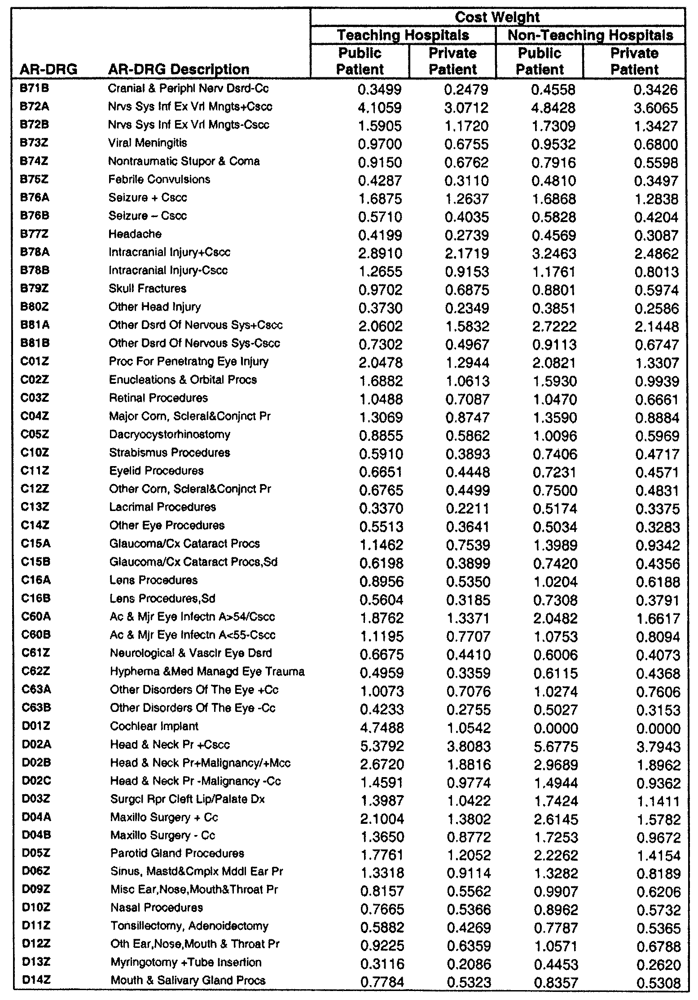 Cost Weight
Teaching Hospitals Non-Teaching Hospitals
Public Private Public Private
AR-DRG AR-DRG Description Patient Patient Patient Patient
B71B Cranial & Periphl Nerv Dsrd-Cc 0.3499 0.2479 0.4558 0.3426
B72A Nrvs Sys Inf Ex Vrl Mngts+Cscc 4.1059 3.0712 4.8428 3.6065
B72B Nrvs Sys Inf Ex Vrl Mngts-Cscc 1.5905 1.1720 1.7309 1.3427
B73Z Viral Meningitis 0.9700 0.6755 0.9532 0.6800
B74Z Nontraumatic Stupor & Coma 0.9150 0.6762 0.7916 0.5598
B75Z Febrile Convulsions 0.4287 0.3110 0.4810 0.3497
B76A Seizure + Cscc 1.6875 1.2637 1.6868 1.2838
B76B Seizure – Cscc 0.5710 0.4035 0.5828 0.4204
B77Z Headache 0.4199 0.2739 0.4569 0.3087
B78A Intracranial Injury+Cscc 2.8910 2.1719 3.2463 2.4862
B78B Intracranial Injury-Cscc 1.2655 0.9153 1.1761 0.8013
B79Z Skull Fractures 0.9702 0.6875 0.8801 0.5974
B80Z Other Head Injury 0.3730 0.2349 0.3851 0.2586
B81A Other Dsrd Of Nervous Sys+Cscc 2.0602 1.5832 2.7222 2.1448
B81B Other Dsrd Of Nervous Sys-Cscc 0.7302 0.4967 0.9113 0.6747
C01Z Proc For Penetratng Eye Injury 2.0478 1.2944 2.0821 1.3307
C02Z Enucleations & Orbital Procs 1.6882 1.0613 1.5930 0.9939
C03Z Retinal Procedures 1.0488 0.7087 1.0470 0.6661
C04Z Major Corn, Scleral&Conjnct Pr 1.3069 0.8747 1.3590 0.8884
C05Z Dacryocystorhinostomy 0.8855 0.5862 1.0096 0.5969
C10Z Strabismus Procedures 0.5910 0.3893 0.7406 0.4717
C11Z Eyelid Procedures 0.6651 0.4448 0.7231 0.4571
C12Z Other Corn, Scleral&Conjnct Pr 0.6765 0.4499 0.7500 0.4831
C13Z Lacrimal Procedures 0.3370 0.2211 0.5174 0.3375
C14Z Other Eye Procedures 0.5513 0.3641 0.5034 0.3283
C15A Glaucoma/Cx Cataract Procs 1.1462 0.7539 1.3989 0.9342
C15B Glaucoma/Cx Cataract Procs,Sd 0.6198 0.3899 0.7420 0.4356
C16A Lens Procedures 0.8956 0.5350 1.0204 0.6188
C16B Lens Procedures,Sd 0.5604 0.3185 0.7308 0.3791
C60A Ac & Mjr Eye Infectn A>54/Cscc 1.8762 1.3371 2.0482 1.6617
C60B Ac & Mjr Eye Infectn A<55-Cscc 1.1195 0.7707 1.0753 0.8094
C61Z Neurological & Vasclr Eye Dsrd 0.6675 0.4410 0.6006 0.4073
C62Z Hyphema &Med Managd Eye Trauma 0.4959 0.3359 0.6115 0.4368
C63A Other Disorders Of The Eye +Cc 1.0073 0.7076 1.0274 0.7606
C63B Other Disorders Of The Eye -Cc 0.4233 0.2755 0.5027 0.3153
D01Z Cochlear Implant 4.7488 1.0542 0.0000 0.0000
D02A Head & Neck Pr +Cscc 5.3792 3.8083 5.6775 3.7943
D02B Head & Neck Pr+Malignancy/+Mcc 2.6720 1.8816 2.9689 1.8962
D02C Head & Neck Pr -Malignancy -Cc 1.4591 0.9774 1.4944 0.9362
D03Z Surgcl Rpr Cleft Lip/Palate Dx 1.3987 1.0422 1.7424 1.1411
D04A Maxillo Surgery + Cc 2.1004 1.3802 2.6145 1.5782
D04B Maxillo Surgery - Cc 1.3650 0.8772 1.7253 0.9672
D05Z Parotid Gland Procedures 1.7761 1.2052 2.2262 1.4154
D06Z Sinus, Mastd&Cmplx Mddl Ear Pr 1.3318 0.9114 1.3282 0.8189
D09Z Misc Ear,Nose,Mouth&Throat Pr 0.8157 0.5562 0.9907 0.6206
D10Z Nasal Procedures 0.7665 0.5366 0.8962 0.5732
D11Z Tonsillectomy, Adenoidectomy 0.5882 0.4269 0.7787 0.5365
D12Z Oth Ear,Nose,Mouth & Throat Pr 0.9225 0.6359 1.0571 0.6788
D13Z Myringotomy +Tube Insertion 0.3116 0.2086 0.4453 0.2620
D14Z Mouth & Salivary Gland Procs 0.7784 0.5323 0.8357 0.5308